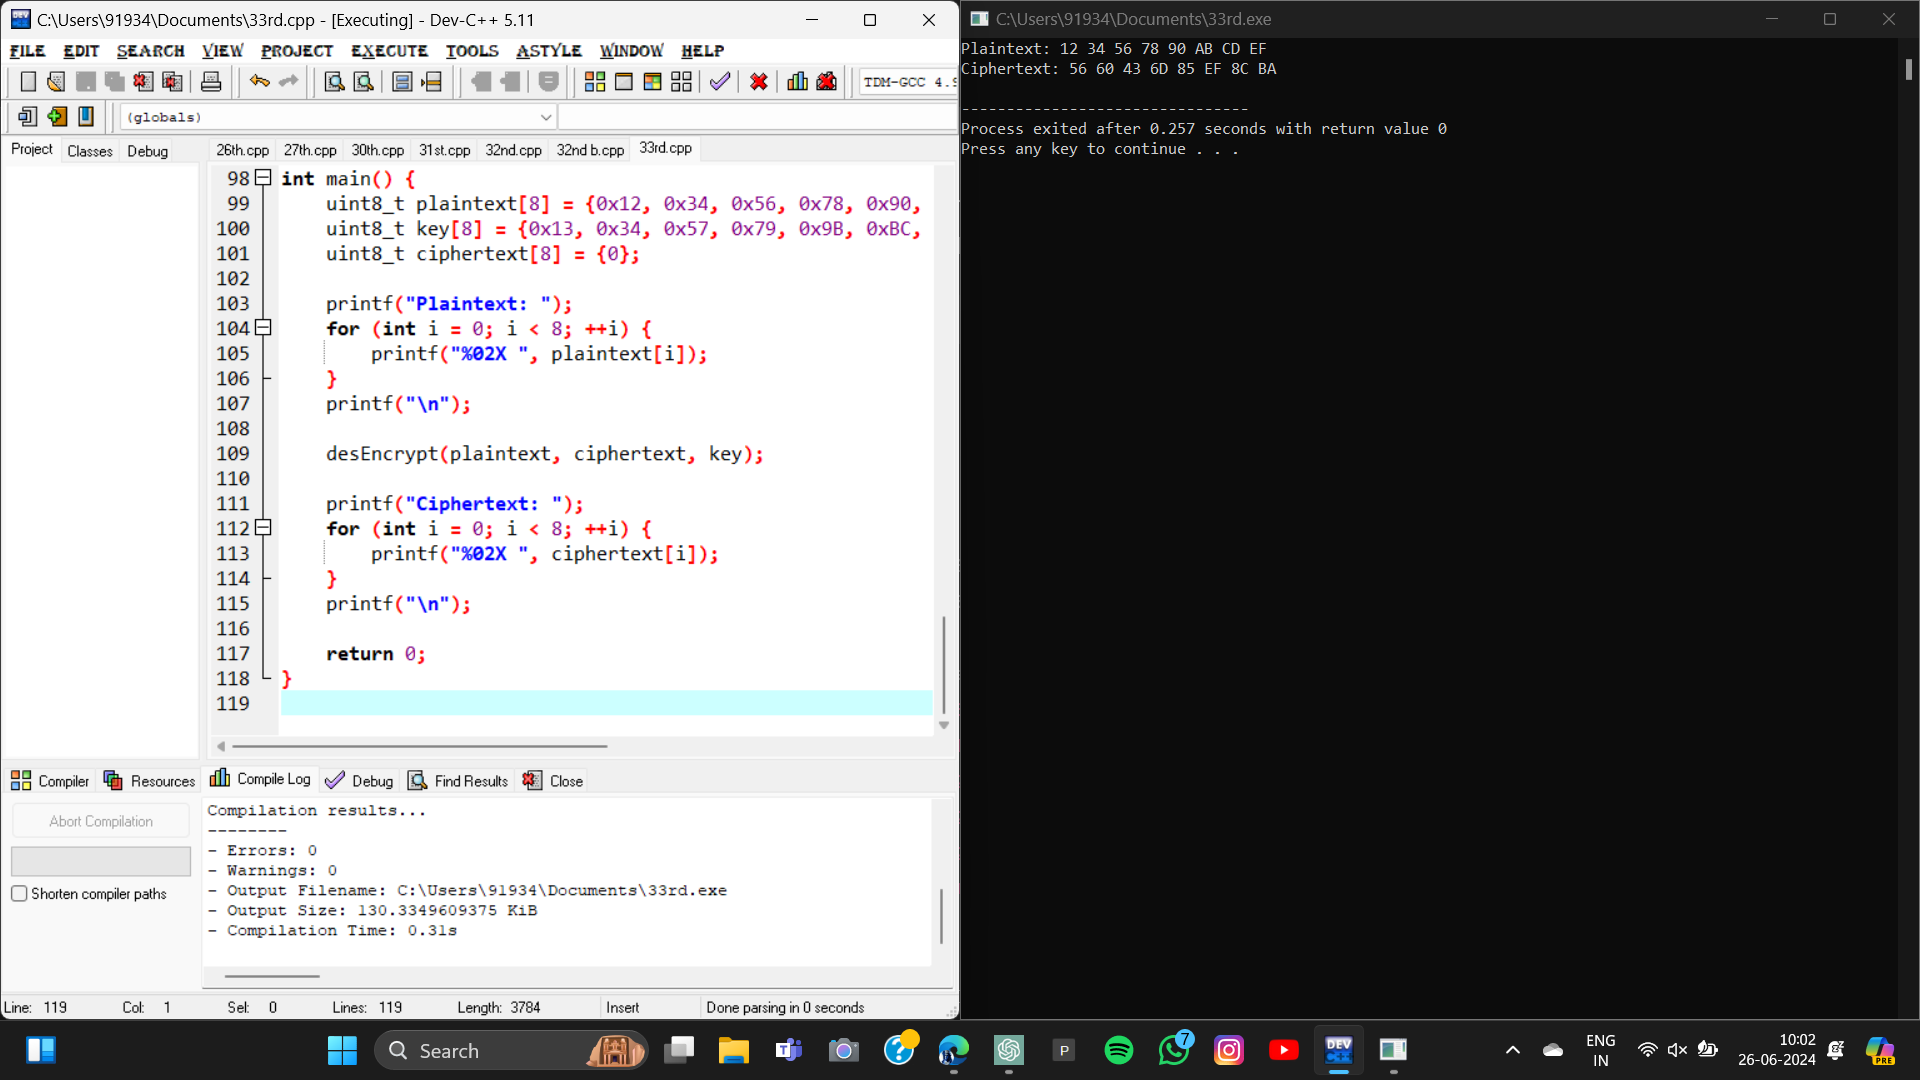 C:\Users\91934\Documents\33rd.cpp - [Executing] - Dev-C++ 5.11
FILE EDIT SEARCH VIEW PROJECT EXECUTE TOOLS ASTYLE WINDOW HELP
TDM-GCC 4.9
(globals)
Project Classes Debug
26th.cpp 27th.cpp 30th.cpp 31st.cpp 32nd.cpp 32nd b.cpp 33rd.cpp
98 int main() {
99 uint8_t plaintext[8] = {0x12, 0x34, 0x56, 0x78, 0x90,
100 uint8_t key[8] = {0x13, 0x34, 0x57, 0x79, 0x9B, 0xBC,
101 uint8_t ciphertext[8] = {0};
102
103 printf("Plaintext: ");
104 for (int i = 0; i < 8; ++i) {
105 printf("%02X ", plaintext[i]);
106 }
107 printf("\n");
108
109 desEncrypt(plaintext, ciphertext, key);
110
111 printf("Ciphertext: ");
112 for (int i = 0; i < 8; ++i) {
113 printf("%02X ", ciphertext[i]);
114 }
115 printf("\n");
116
117 return 0;
118 }
119
Compiler Resources Compile Log Debug Find Results Close
Abort Compilation
Shorten compiler paths
Compilation results...
--------
- Errors: 0
- Warnings: 0
- Output Filename: C:\Users\91934\Documents\33rd.exe
- Output Size: 130.3349609375 KiB
- Compilation Time: 0.31s
Line: 119 Col: 1 Sel: 0 Lines: 119 Length: 3784 Insert Done parsing in 0 seconds
C:\Users\91934\Documents\33rd.exe
Plaintext: 12 34 56 78 90 AB CD EF
Ciphertext: 56 60 43 6D 85 EF 8C BA
--------------------------------
Process exited after 0.257 seconds with return value 0
Press any key to continue . . .
Search
P
7
DEV
C++
ENG
IN
10:02
26-06-2024
PRE